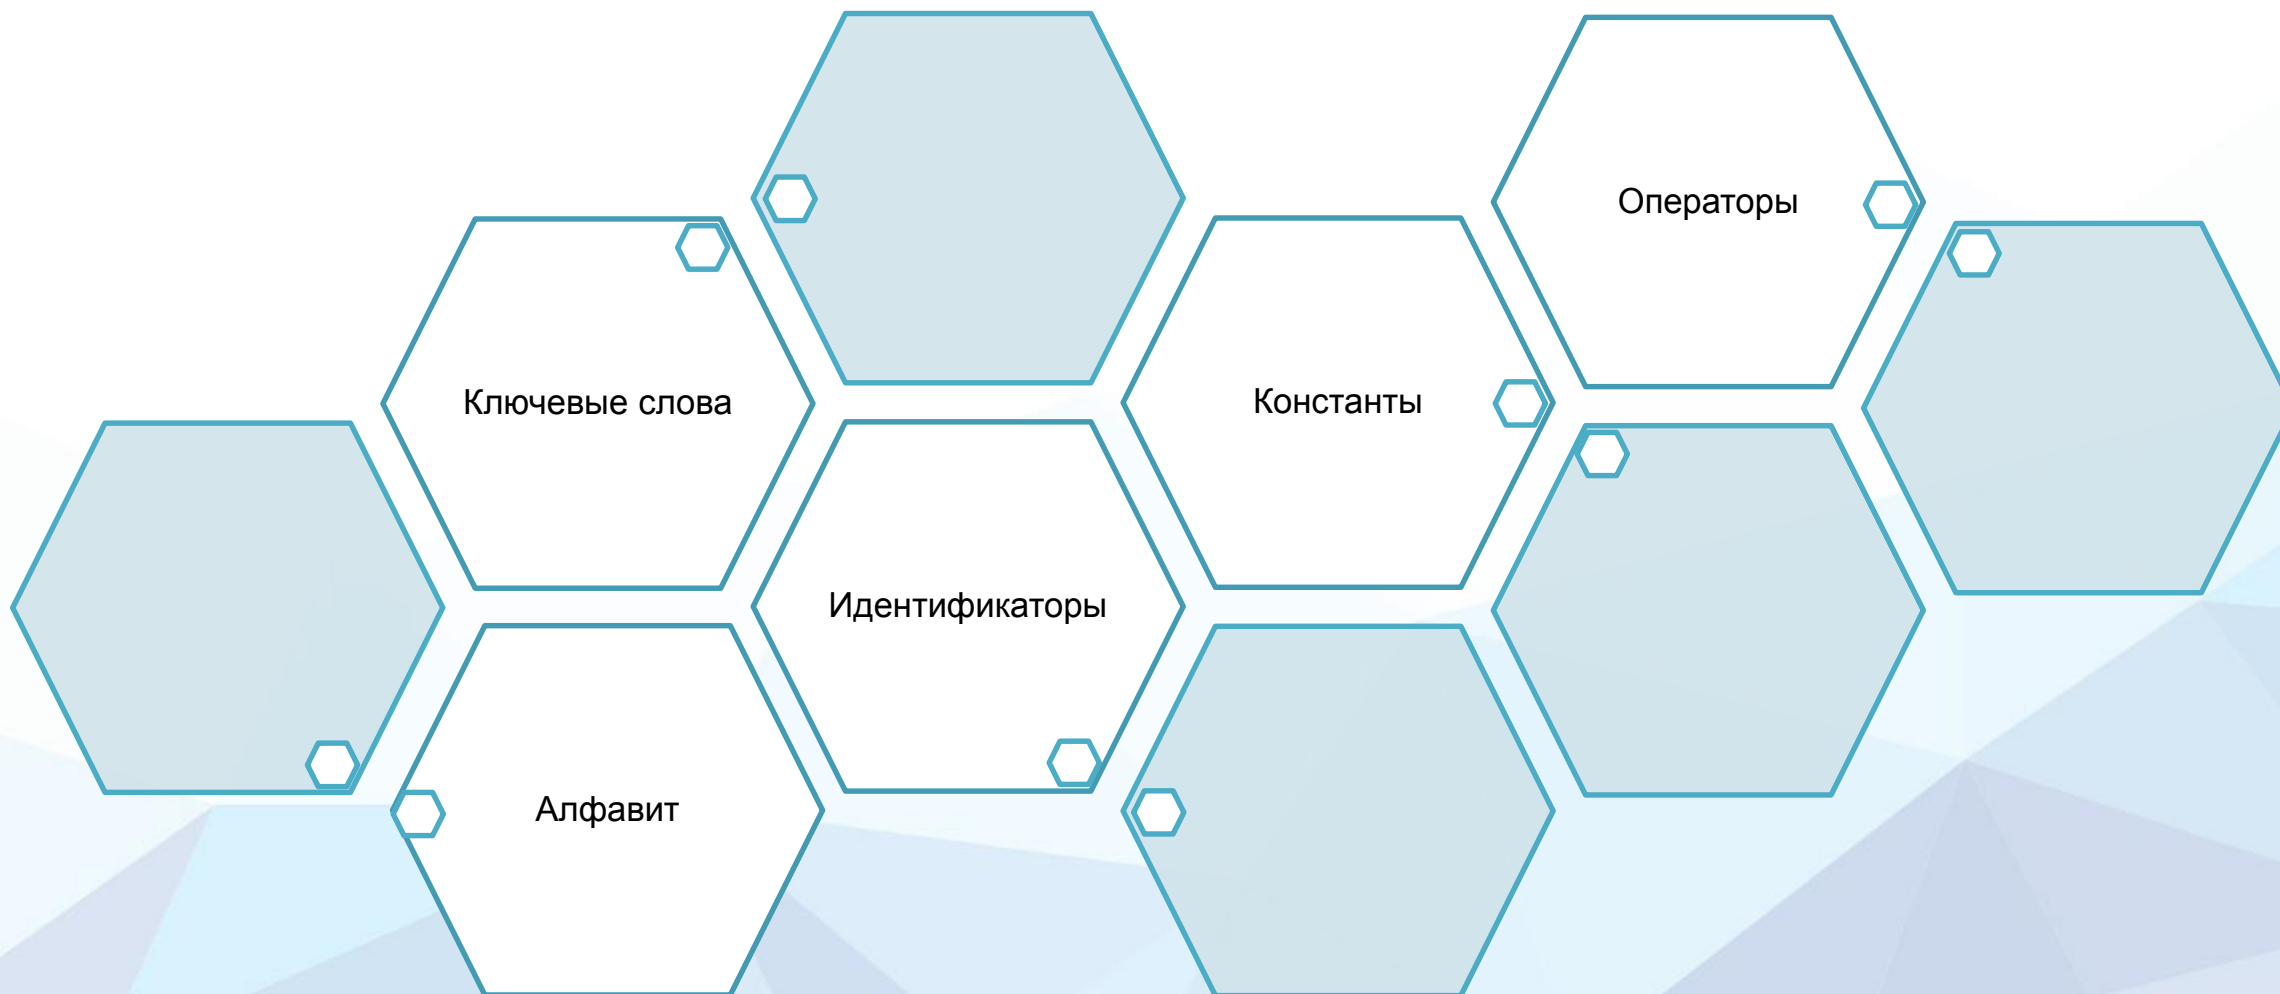 Операторы
Ключевые слова
Константы
Идентификаторы
Алфавит